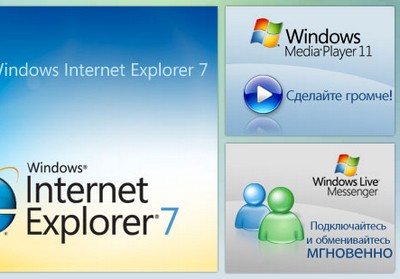 Windows Internet Explorer 7
Windows®
Internet
Explorer®7
Windows
Media®Player 11
Сделайте громче!
Windows Live™
Messenger
Подключайтесь
и обменивайтесь
МГНОВЕННО